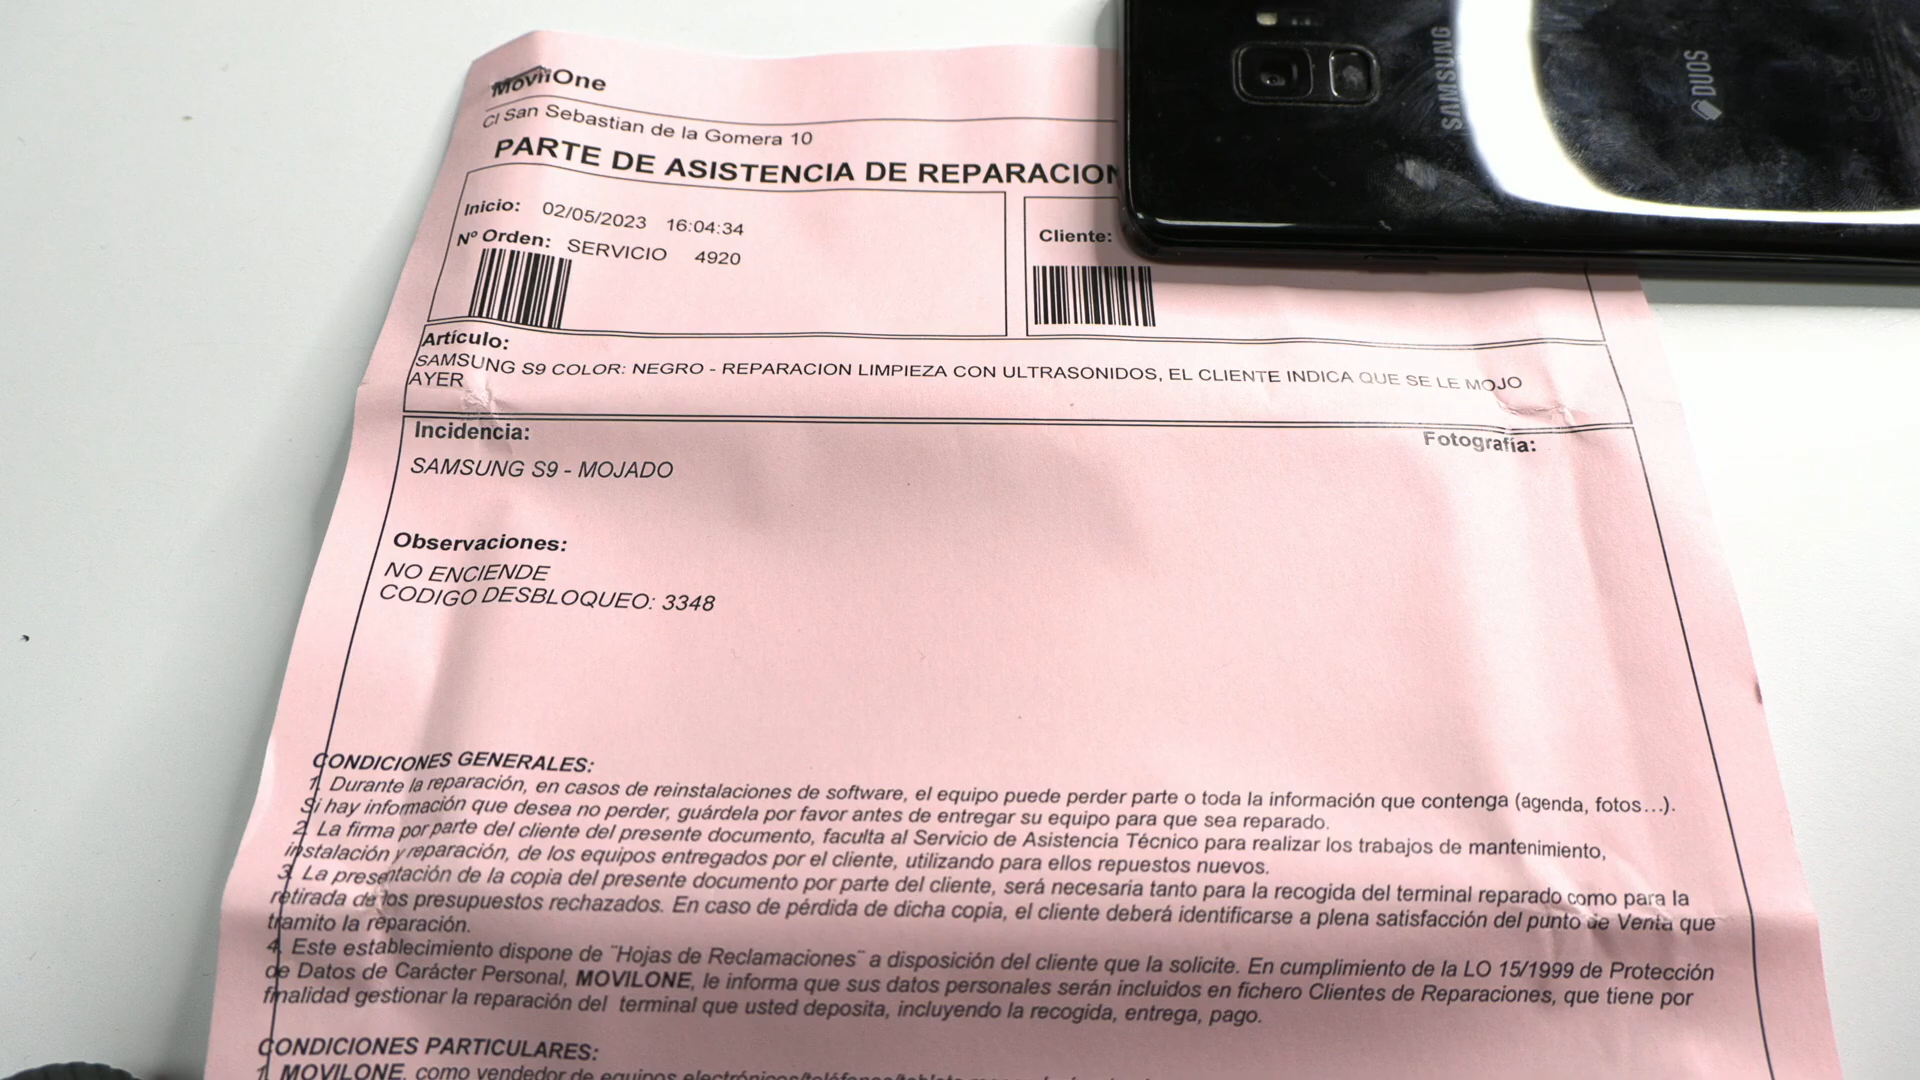 MovilOne
C/ San Sebastian de la Gomera 10
PARTE DE ASISTENCIA DE REPARACION
Inicio: 02/05/2023 16:04:34
Nº Orden: SERVICIO 4920
Cliente:
Artículo:
SAMSUNG S9 COLOR: NEGRO - REPARACION LIMPIEZA CON ULTRASONIDOS, EL CLIENTE INDICA QUE SE LE MOJO
AYER
Incidencia:
Fotografía:
SAMSUNG S9 - MOJADO
Observaciones:
NO ENCIENDE
CODIGO DESBLOQUEO: 3348
CONDICIONES GENERALES:
1. Durante la reparación, en casos de reinstalaciones de software, el equipo puede perder parte o toda la información que contenga (agenda, fotos...).
Si hay información que desea no perder, guárdela por favor antes de entregar su equipo para que sea reparado.
2. La firma por parte del cliente del presente documento, faculta al Servicio de Asistencia Técnico para realizar los trabajos de mantenimiento,
instalación y reparación, de los equipos entregados por el cliente, utilizando para ellos repuestos nuevos.
3. La presentación de la copia del presente documento por parte del cliente, será necesaria tanto para la recogida del terminal reparado como para la
retirada de los presupuestos rechazados. En caso de pérdida de dicha copia, el cliente deberá identificarse a plena satisfacción del punto de Venta que
tramito la reparación.
4. Este establecimiento dispone de ¨Hojas de Reclamaciones¨ a disposición del cliente que la solicite. En cumplimiento de la LO 15/1999 de Protección
de Datos de Carácter Personal, MOVILONE, le informa que sus datos personales serán incluidos en fichero Clientes de Reparaciones, que tiene por
finalidad gestionar la reparación del terminal que usted deposita, incluyendo la recogida, entrega, pago.
CONDICIONES PARTICULARES:
1. MOVILONE, como vendedor de equipos
SAMSUNG
DUOS